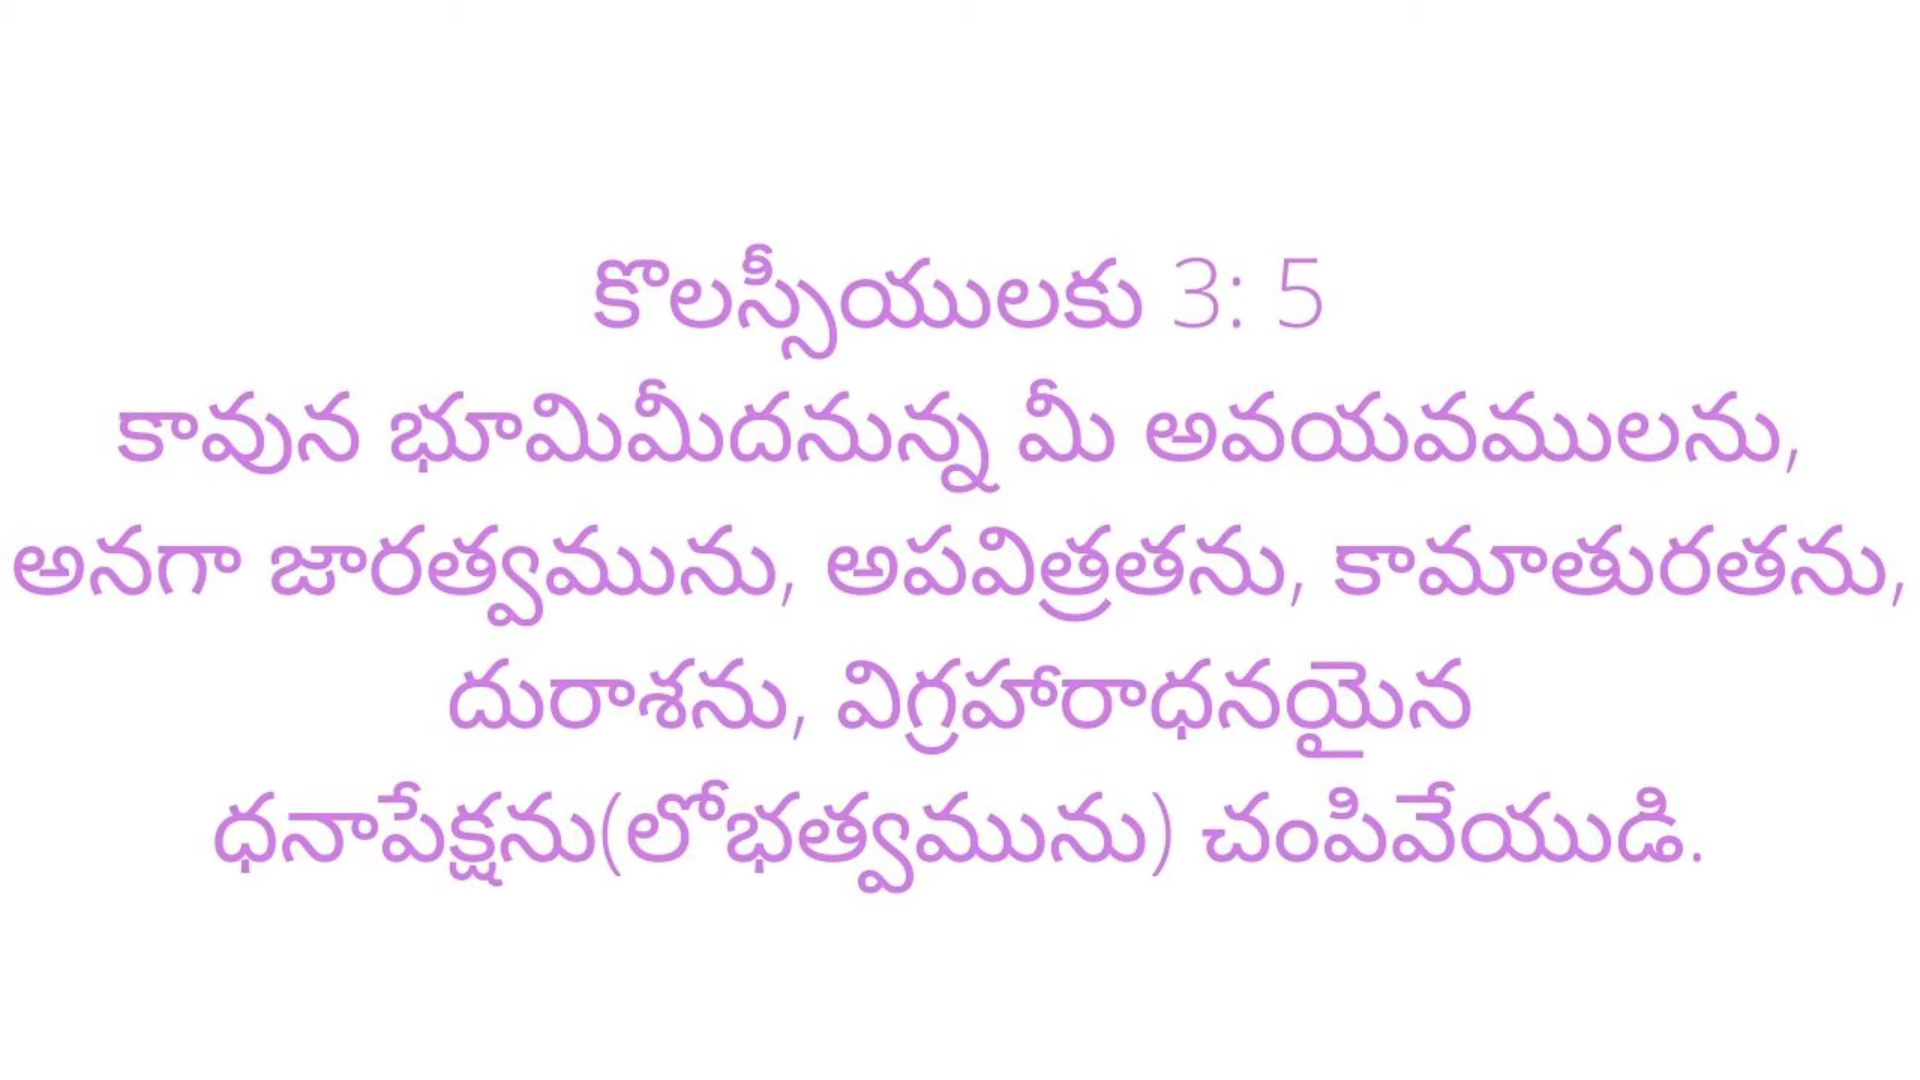 కొలస్సీయులకు 3: 5
కావున భూమిమీదనున్న మీ అవయవములను,
అనగా జారత్వమును, అపవిత్రతను, కామాతురతను,
దురాశను, విగ్రహారాధనయైన
ధనాపేక్షను(లోభత్వమును) చంపివేయుడి.